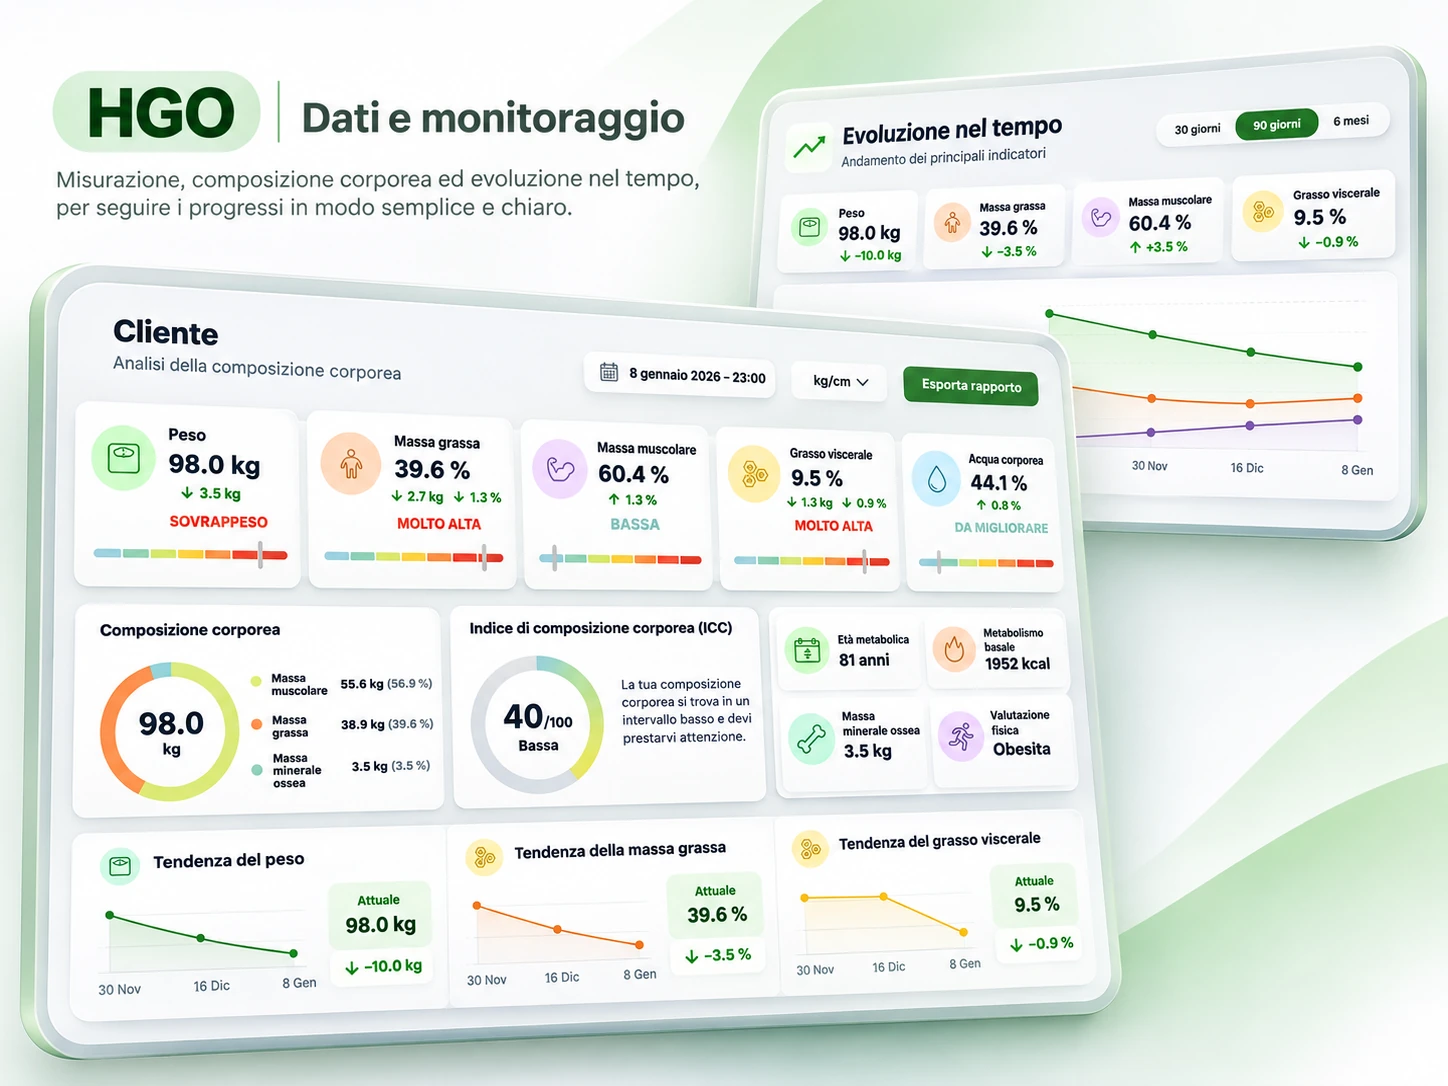 HGO
Dati e monitoraggio
Misurazione, composizione corporea ed evoluzione nel tempo,
per seguire i progressi in modo semplice e chiaro.
Evoluzione nel tempo
Andamento dei principali indicatori
30 giorni
90 giorni
6 mesi
Peso
98.0 kg
↓ −10.0 kg
Massa grassa
39.6 %
↓ −3.5 %
Massa muscolare
60.4 %
↑ +3.5 %
Grasso viscerale
9.5 %
↓ −0.9 %
30 Nov
16 Dic
8 Gen
Cliente
Analisi della composizione corporea
8 gennaio 2026 – 23:00
kg/cm
Esporta rapporto
Peso
98.0 kg
↓ 3.5 kg
SOVRAPPESO
Massa grassa
39.6 %
↓ 2.7 kg ↓ 1.3 %
MOLTO ALTA
Massa muscolare
60.4 %
↑ 1.3 %
BASSA
Grasso viscerale
9.5 %
↓ 1.3 kg ↓ 0.9 %
MOLTO ALTA
Acqua corporea
44.1 %
↑ 0.8 %
DA MIGLIORARE
Composizione corporea
98.0
kg
Massa
muscolare
55.6 kg (56.9 %)
Massa
grassa
38.9 kg (39.6 %)
Massa
minerale
ossea
3.5 kg (3.5 %)
Indice di composizione corporea (ICC)
40/100
Bassa
La tua composizione
corporea si trova in un
intervallo basso e devi
prestarvi attenzione.
Età metabolica
81 anni
Metabolismo
basale
1952 kcal
Massa
minerale ossea
3.5 kg
Valutazione
fisica
Obesita
Tendenza del peso
Attuale
98.0 kg
↓ −10.0 kg
30 Nov
16 Dic
8 Gen
Tendenza della massa grassa
Attuale
39.6 %
↓ −3.5 %
30 Nov
16 Dic
8 Gen
Tendenza del grasso viscerale
Attuale
9.5 %
↓ −0.9 %
30 Nov
16 Dic
8 Gen